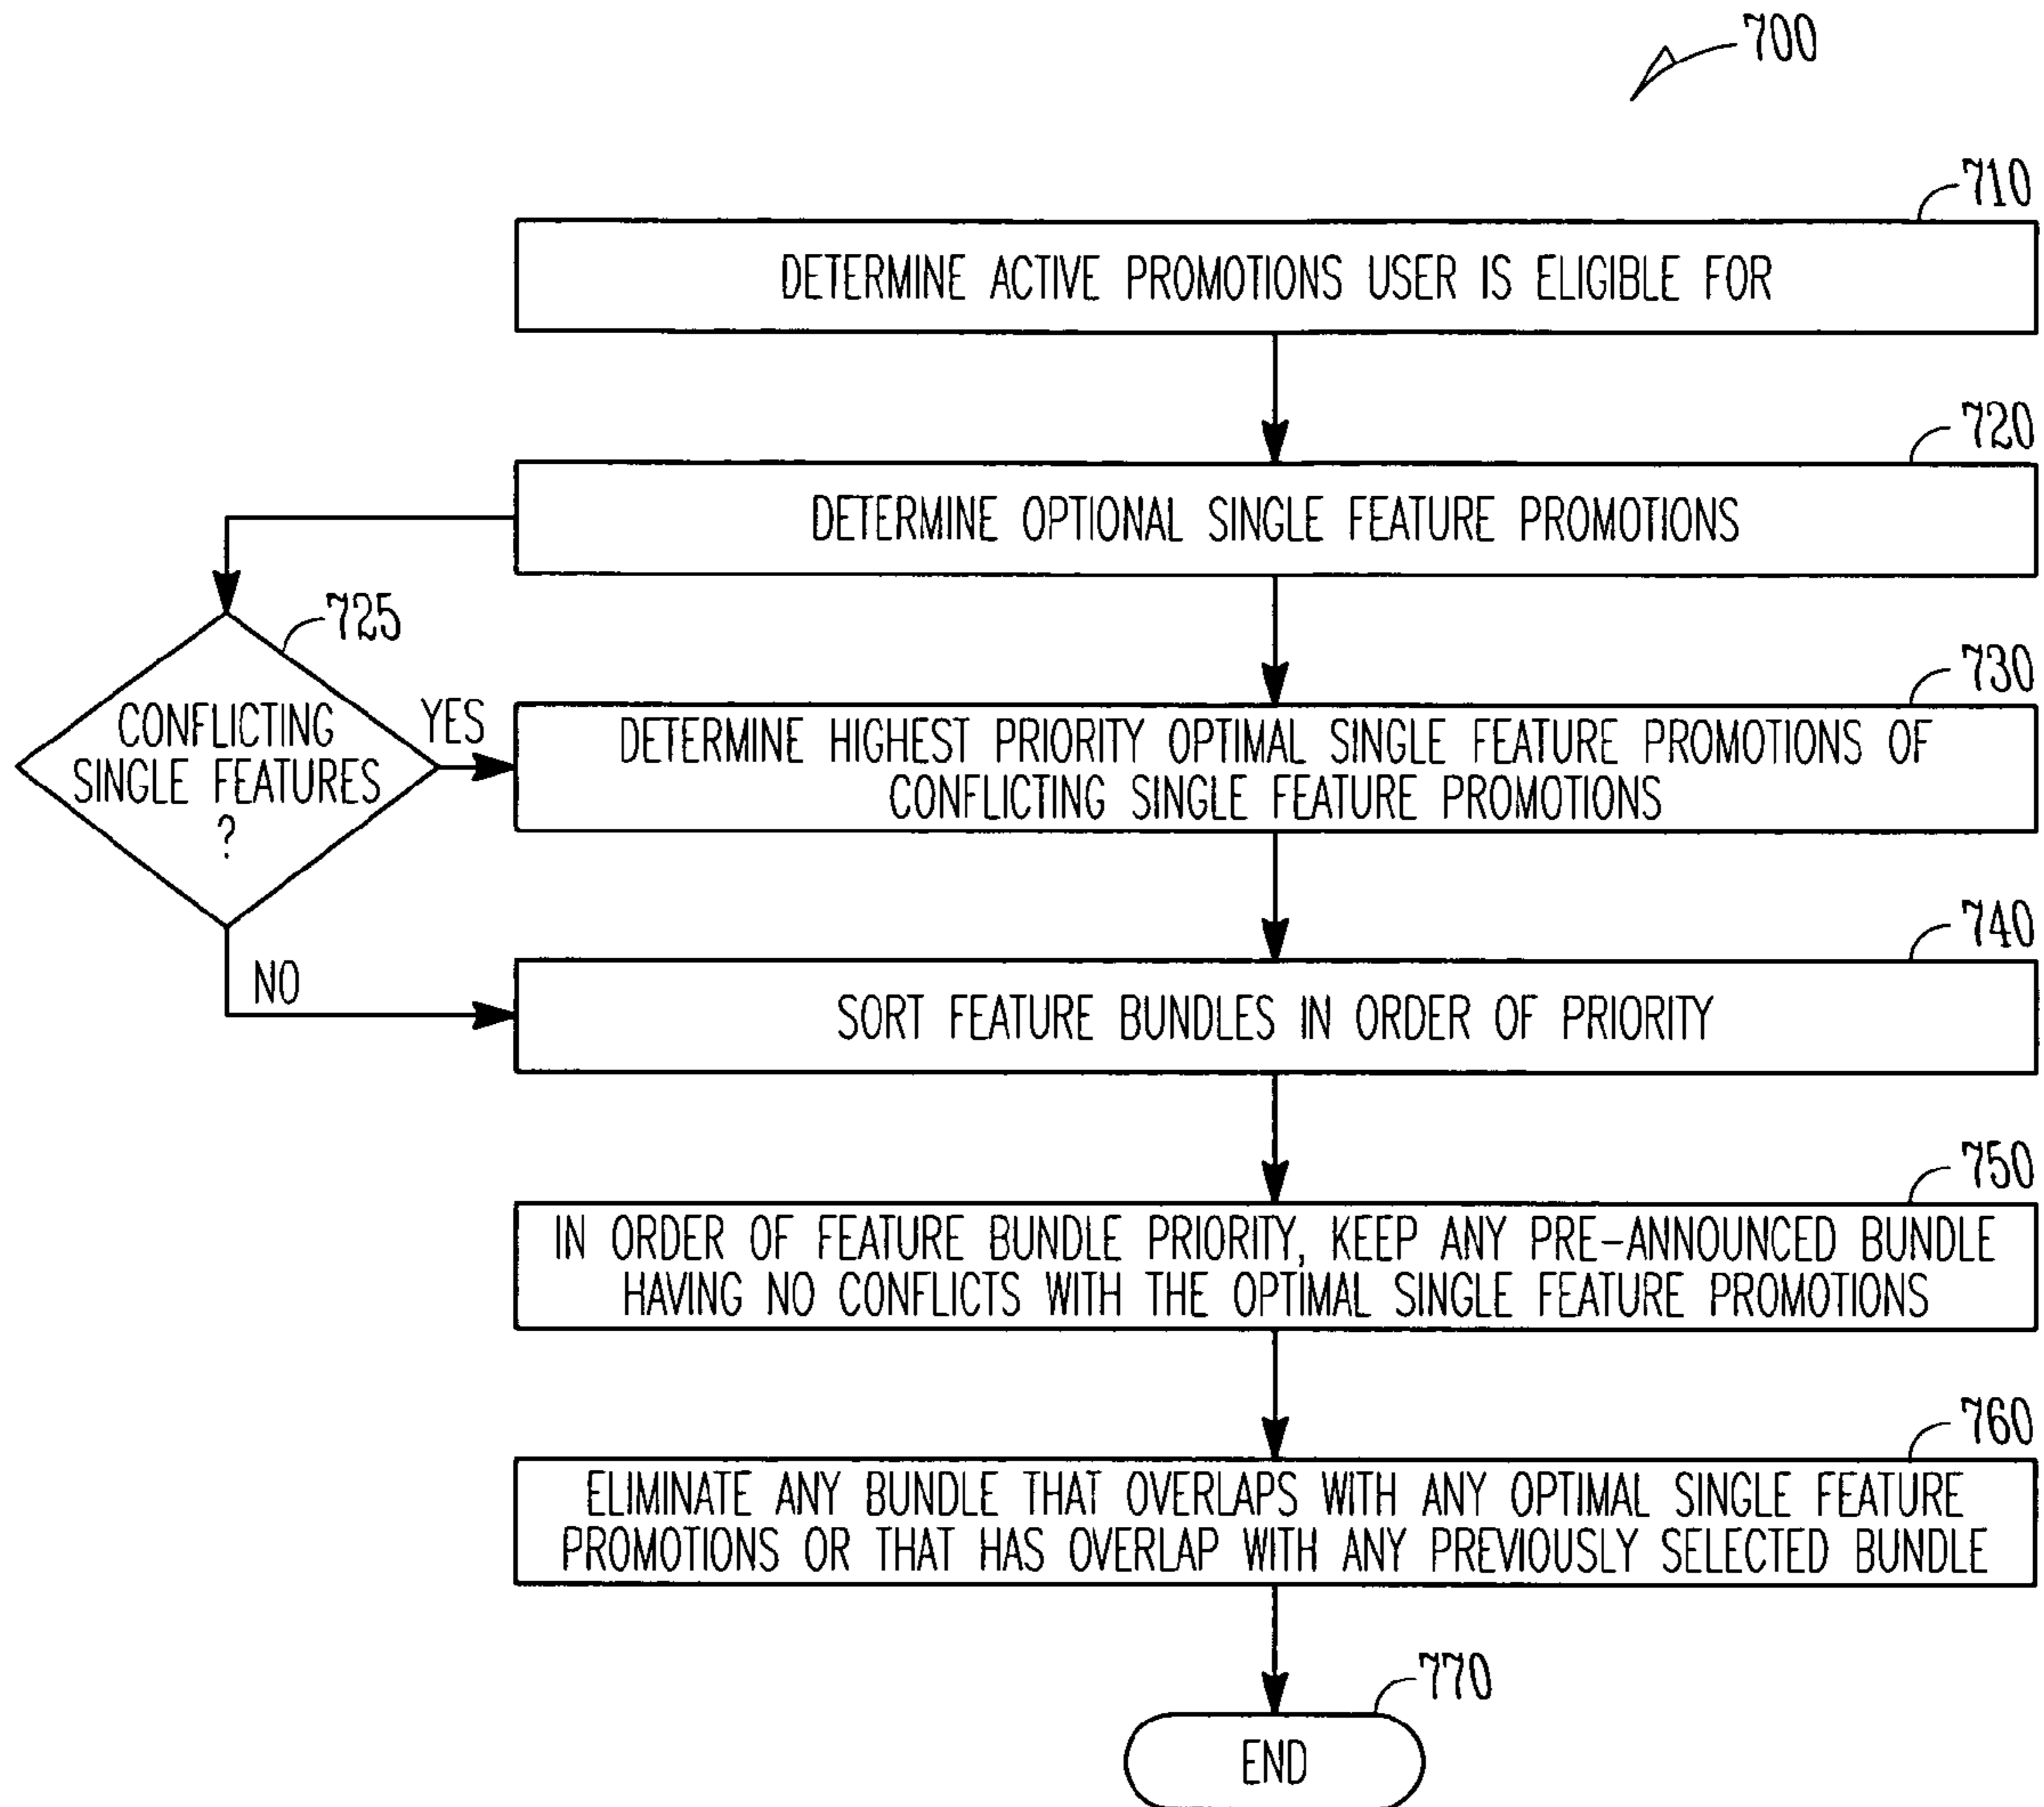 700
710
DETERMINE ACTIVE PROMOTIONS USER IS ELIGIBLE FOR
720
DETERMINE OPTIONAL SINGLE FEATURE PROMOTIONS
725
CONFLICTING
SINGLE FEATURES
?
YES
NO
730
DETERMINE HIGHEST PRIORITY OPTIMAL SINGLE FEATURE PROMOTIONS OF
CONFLICTING SINGLE FEATURE PROMOTIONS
740
SORT FEATURE BUNDLES IN ORDER OF PRIORITY
750
IN ORDER OF FEATURE BUNDLE PRIORITY, KEEP ANY PRE-ANNOUNCED BUNDLE
HAVING NO CONFLICTS WITH THE OPTIMAL SINGLE FEATURE PROMOTIONS
760
ELIMINATE ANY BUNDLE THAT OVERLAPS WITH ANY OPTIMAL SINGLE FEATURE
PROMOTIONS OR THAT HAS OVERLAP WITH ANY PREVIOUSLY SELECTED BUNDLE
770
END